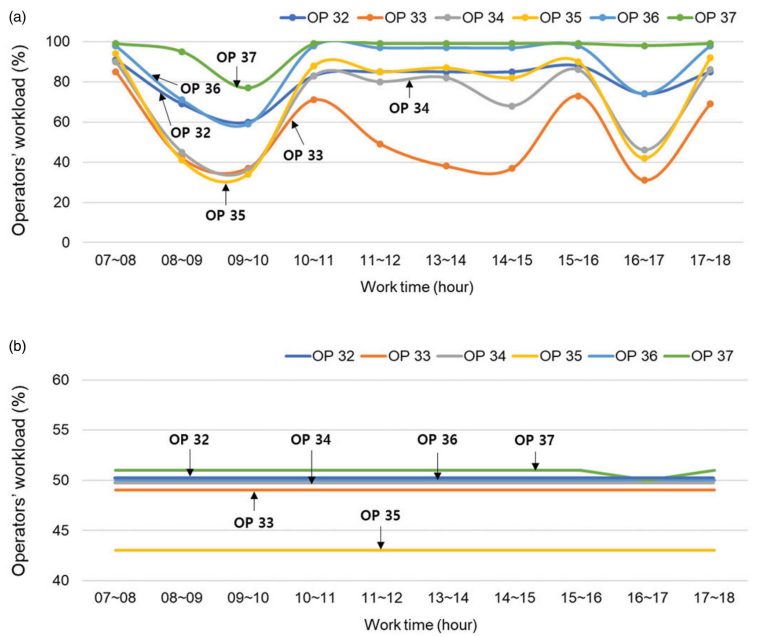 (a)
OP 32 OP 33 OP 34 OP 35 OP 36 OP 37
Operators' workload (%)
100
80
60
40
20
0
OP 37
OP 36
OP 32
OP 34
OP 33
OP 35
07~08 08~09 09~10 10~11 11~12 13~14 14~15 15~16 16~17 17~18
Work time (hour)
(b)
OP 32 OP 33 OP 34 OP 35 OP 36 OP 37
Operators' workload (%)
60
55
50
45
40
OP 32 OP 34 OP 36 OP 37
OP 33
OP 35
07~08 08~09 09~10 10~11 11~12 13~14 14~15 15~16 16~17 17~18
Work time (hour)